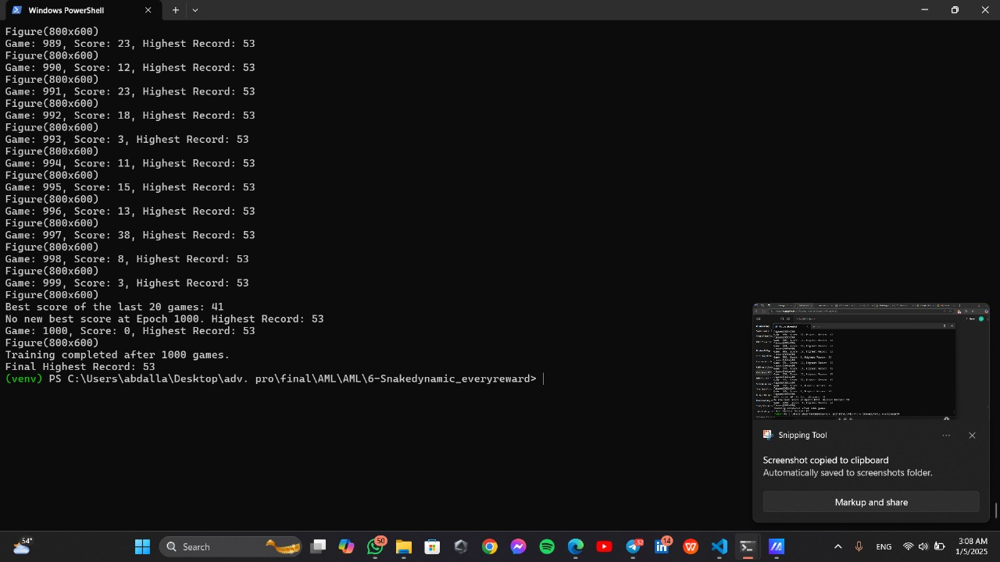 Windows PowerShell
Figure(800x600)
Game: 989, Score: 23, Highest Record: 53
Figure(800x600)
Game: 990, Score: 12, Highest Record: 53
Figure(800x600)
Game: 991, Score: 23, Highest Record: 53
Figure(800x600)
Game: 992, Score: 18, Highest Record: 53
Figure(800x600)
Game: 993, Score: 3, Highest Record: 53
Figure(800x600)
Game: 994, Score: 11, Highest Record: 53
Figure(800x600)
Game: 995, Score: 15, Highest Record: 53
Figure(800x600)
Game: 996, Score: 13, Highest Record: 53
Figure(800x600)
Game: 997, Score: 38, Highest Record: 53
Figure(800x600)
Game: 998, Score: 8, Highest Record: 53
Figure(800x600)
Game: 999, Score: 3, Highest Record: 53
Figure(800x600)
Best score of the last 20 games: 41
No new best score at Epoch 1000. Highest Record: 53
Game: 1000, Score: 0, Highest Record: 53
Figure(800x600)
Training completed after 1000 games.
Final Highest Record: 53
(venv) PS C:\Users\abdalla\Desktop\adve pro\final\AML\AML\6-Snakedynamic_everyreward>
Snipping Tool
Screenshot copied to clipboard
Automatically saved to screenshots folder.
Markup and share
54°
Search
50
52
14
ENG
3:08 AM
1/5/2025